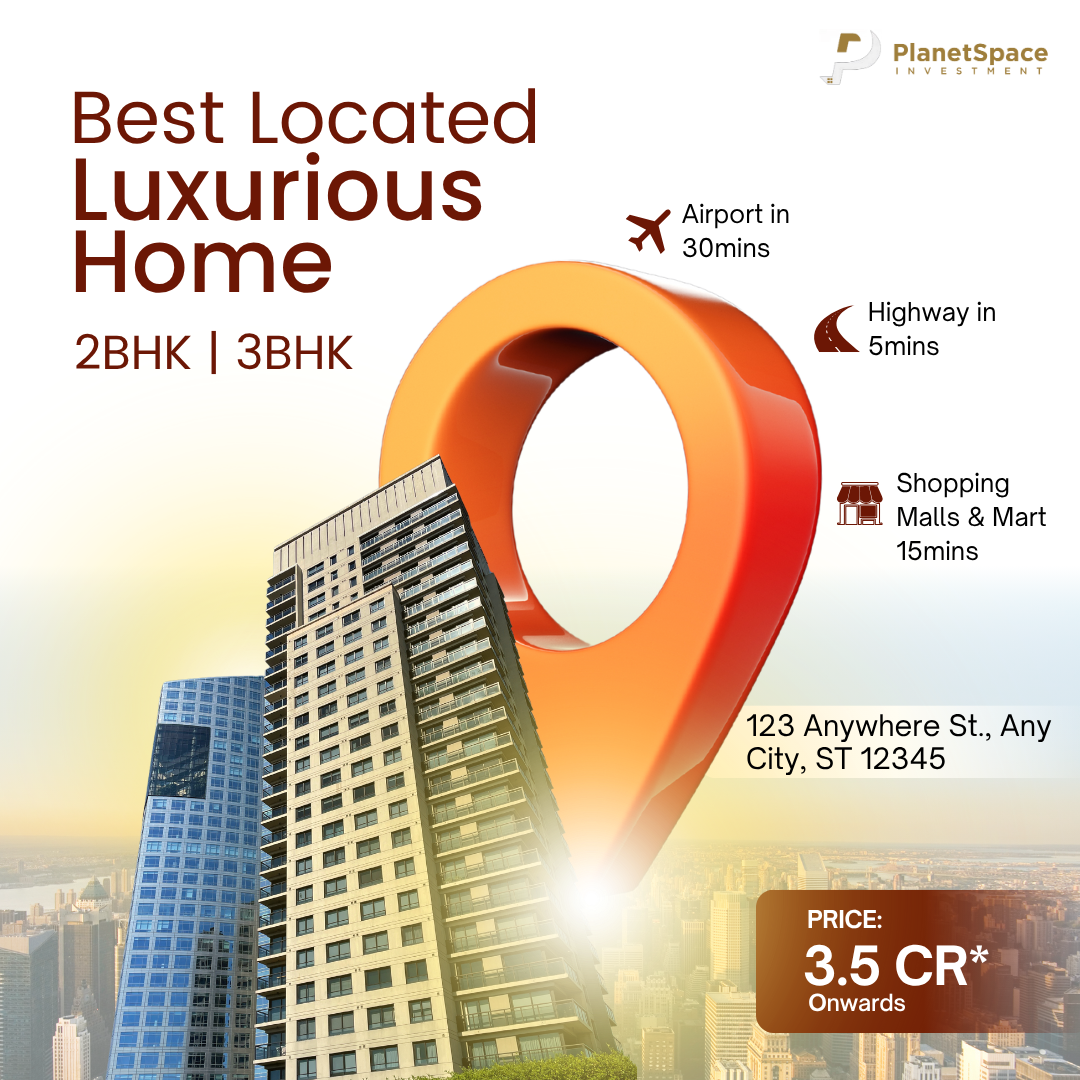 PlanetSpace
INVESTMENT
Best Located
Luxurious
Home
2BHK | 3BHK
Airport in
30mins
Highway in
5mins
Shopping
Malls & Mart
15mins
123 Anywhere St., Any
City, ST 12345
PRICE:
3.5 CR*
Onwards